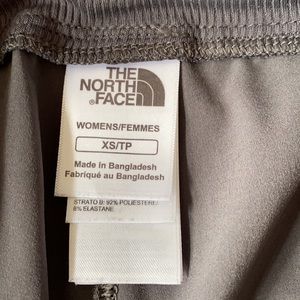 THE
NORTH
FACE
WOMENS/FEMMES
XS/TP
Made in Bangladesh
Fabriqué au Bangladesh
STRATO B: 92% POLIESTERE,
8% ELASTANE